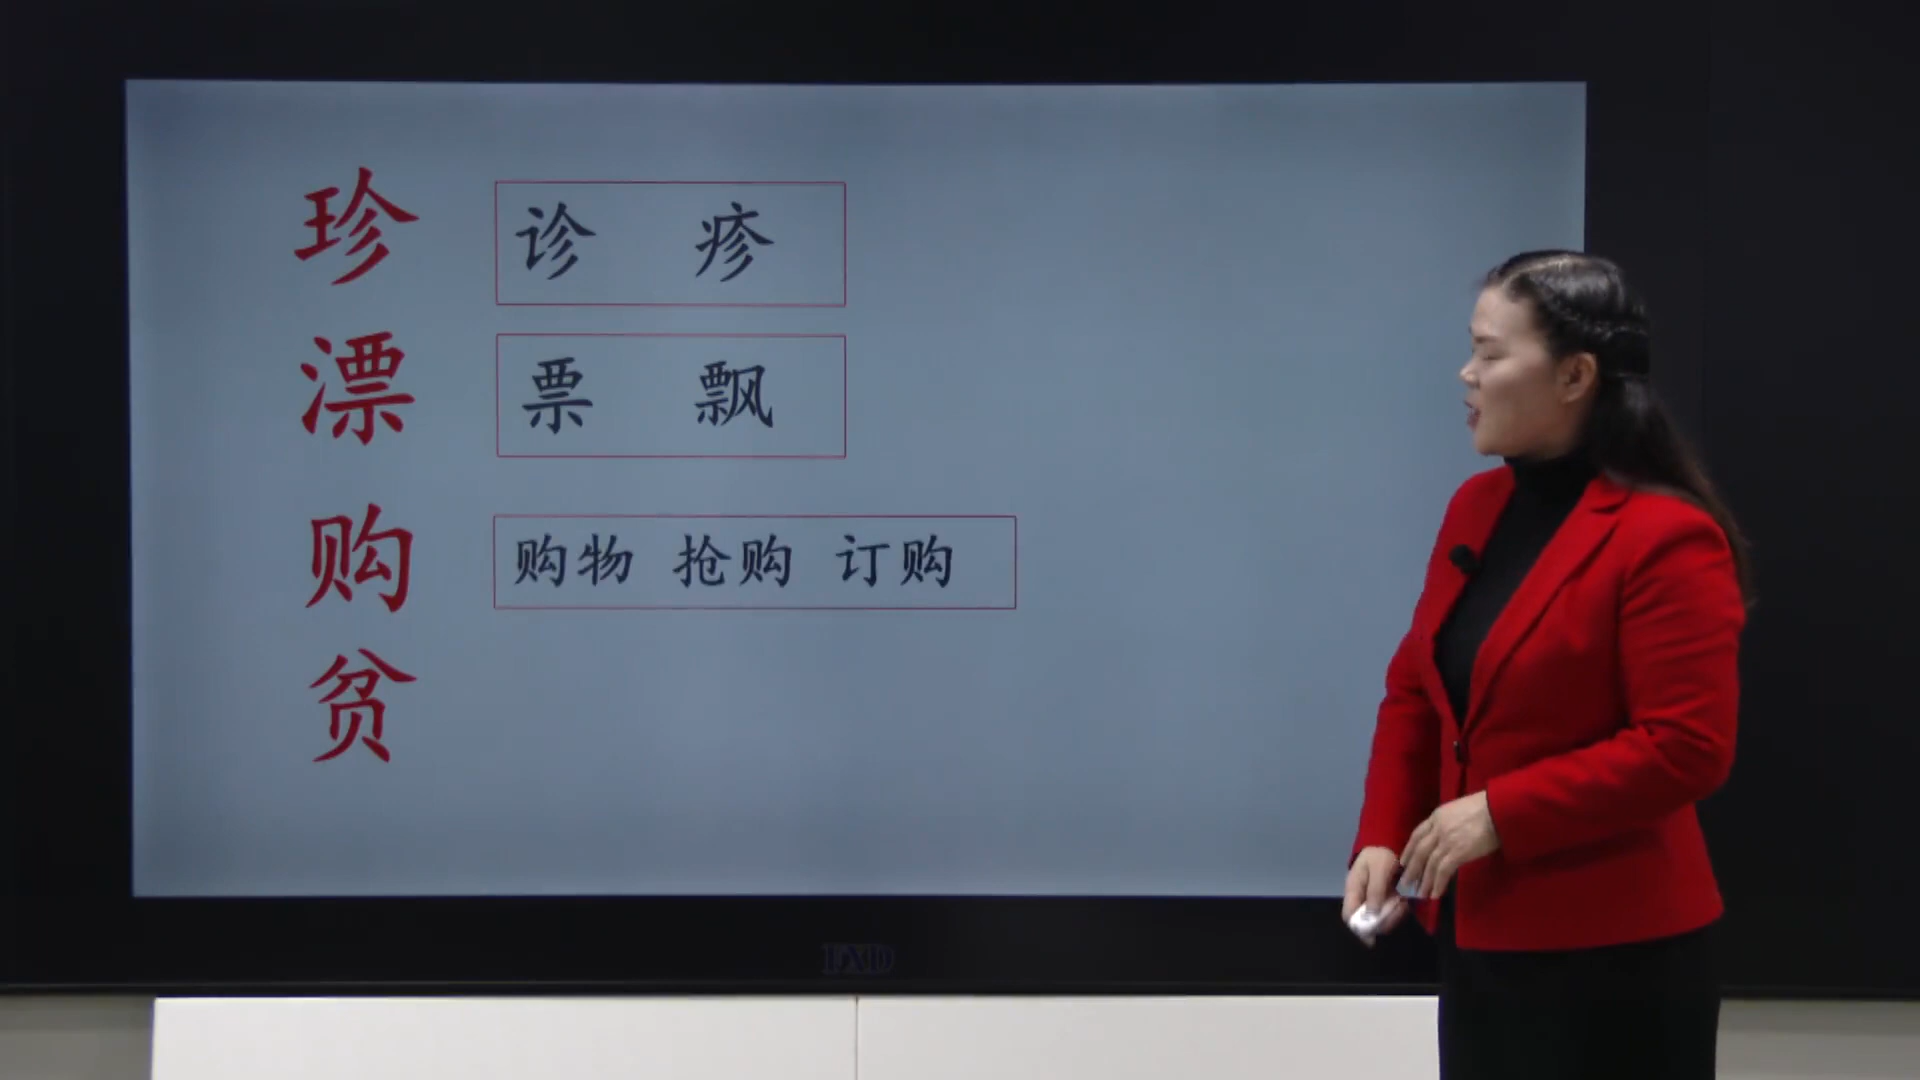 珍 诊 疹
漂 票 飘
购 购物 抢购 订购
贫